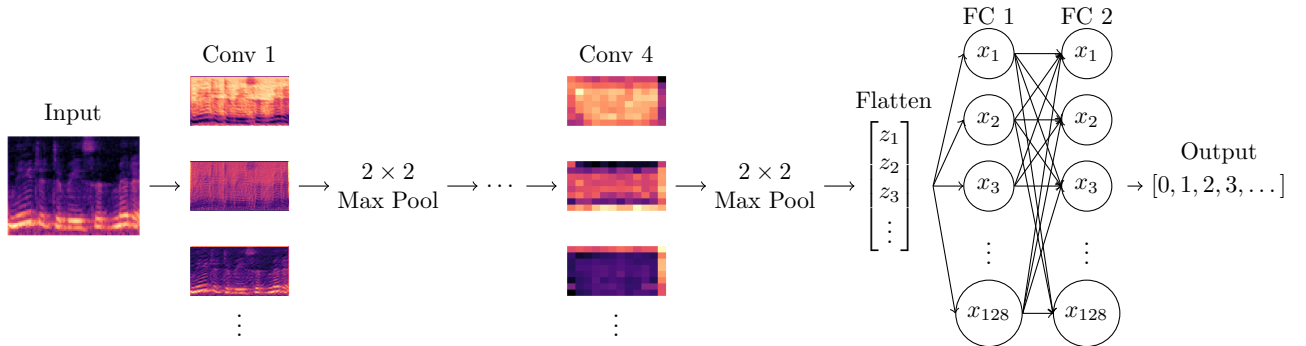 Input
Conv 1
⋮
2 × 2
Max Pool
⋯
Conv 4
⋮
2 × 2
Max Pool
Flatten
[z₁
z₂
z₃
⋮]
FC 1
x₁
x₂
x₃
⋮
x₁₂₈
FC 2
x₁
x₂
x₃
⋮
x₁₂₈
Output
[0, 1, 2, 3, . . . ]